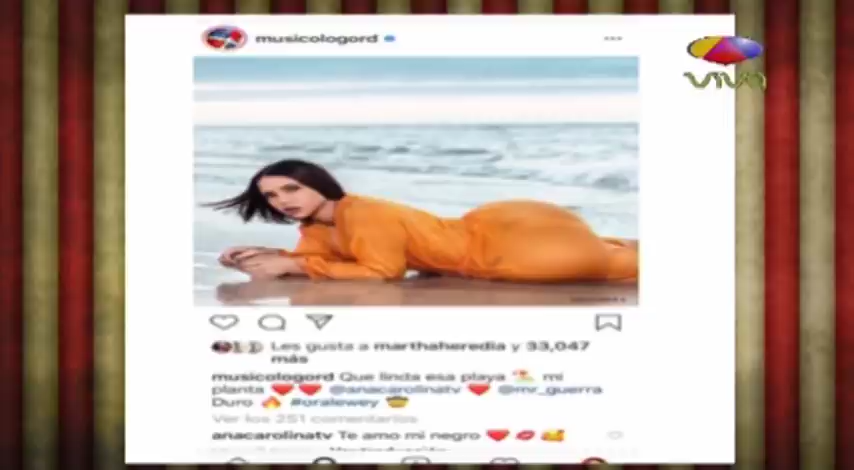 musicologord
VIVA
Les gusta a marthaheredia y 33,047
más
musicologord Que linda esa playa 🏖 mi
planta ❤❤ @anacarolinatv ❤ @mr_guerra
Duro 🔥 #oralewey 🤠
Ver los 251 comentarios
anacarolinatv Te amo mi negro ❤💋🥰